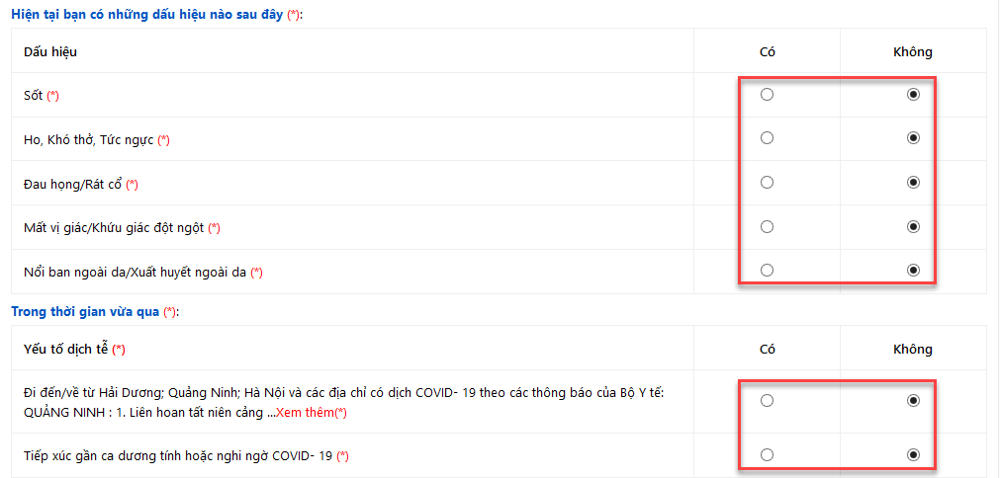 Hiện tại bạn có những dấu hiệu nào sau đây (*):
Dấu hiệu Có Không
Sốt (*)
Ho, Khó thở, Tức ngực (*)
Đau họng/Rát cổ (*)
Mất vị giác/Khứu giác đột ngột (*)
Nổi ban ngoài da/Xuất huyết ngoài da (*)
Trong thời gian vừa qua (*):
Yếu tố dịch tễ (*) Có Không
Đi đến/về từ Hải Dương; Quảng Ninh; Hà Nội và các địa chỉ có dịch COVID- 19 theo các thông báo của Bộ Y tế:
QUẢNG NINH : 1. Liên hoan tất niên cảng ...Xem thêm(*)
Tiếp xúc gần ca dương tính hoặc nghi ngờ COVID- 19 (*)